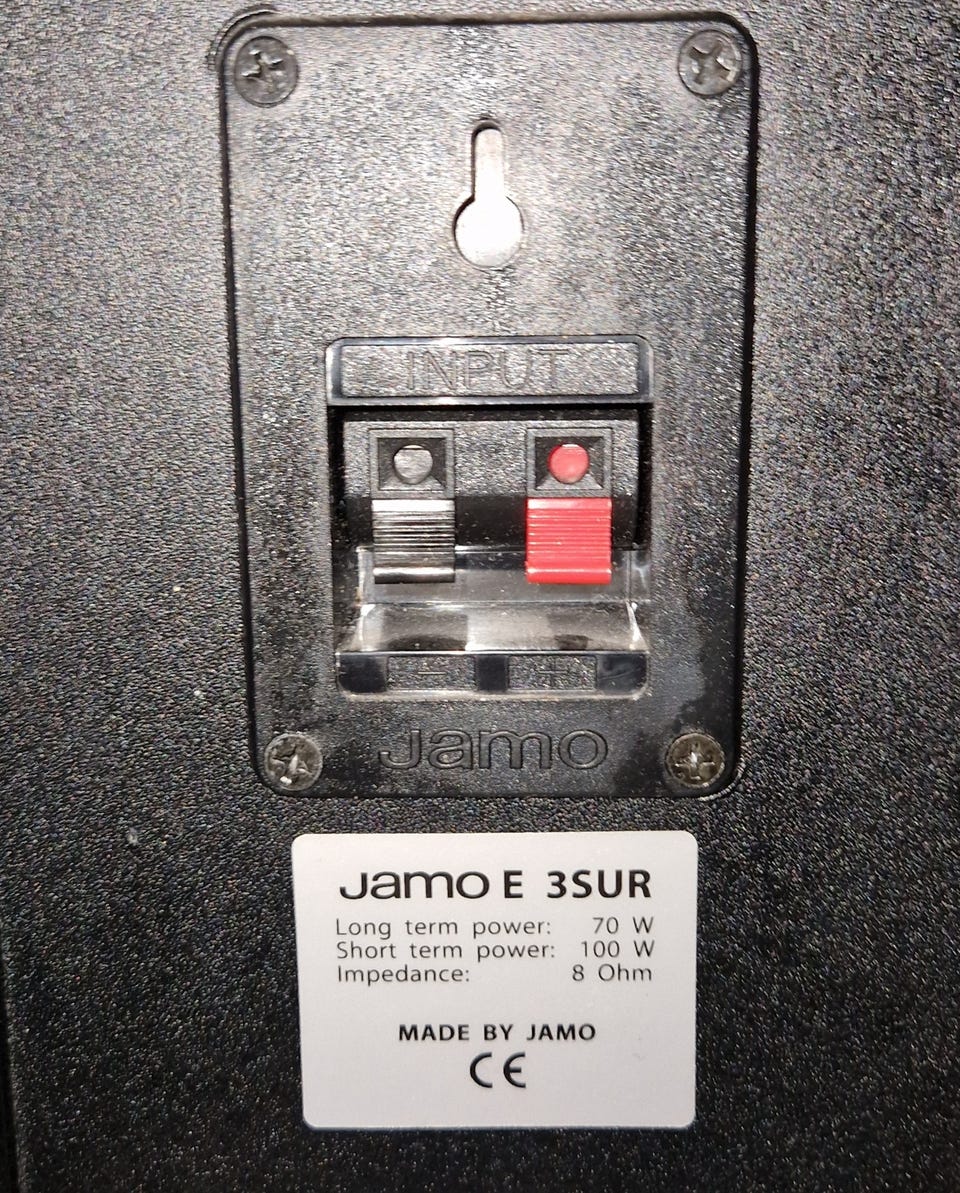 INPUT
- +
Jamo
Jamo E 3SUR
Long term power: 70 W
Short term power: 100 W
Impedance: 8 Ohm
MADE BY JAMO
CE